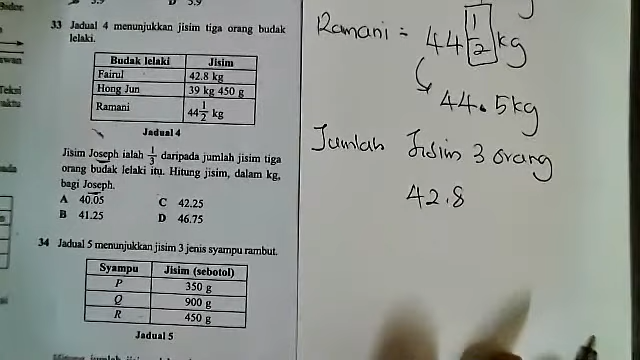 33 Jadual 4 menunjukkan jisim tiga orang budak
lelaki.
Budak lelaki Jisim
Fairul 42.8 kg
Hong Jun 39 kg 450 g
Ramani 44 1/2 kg
Jadual 4
Jisim Joseph ialah 1/3 daripada jumlah jisim tiga
orang budak lelaki itu. Hitung jisim, dalam kg,
bagi Joseph.
A 40.05 C 42.25
B 41.25 D 46.75
34 Jadual 5 menunjukkan jisim 3 jenis syampu rambut.
Syampu Jisim (sebotol)
P 350 g
Q 900 g
R 450 g
Jadual 5
Ramani = 44 1/2 kg
44.5kg
Jumlah Jisim 3 orang
42.8